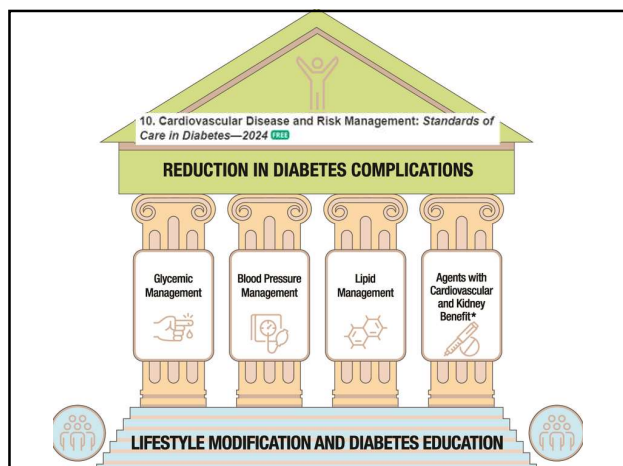 10. Cardiovascular Disease and Risk Management: Standards of
Care in Diabetes—2024 FREE
REDUCTION IN DIABETES COMPLICATIONS
Glycemic
Management
Blood Pressure
Management
Lipid
Management
Agents with
Cardiovascular
and Kidney
Benefit*
LIFESTYLE MODIFICATION AND DIABETES EDUCATION